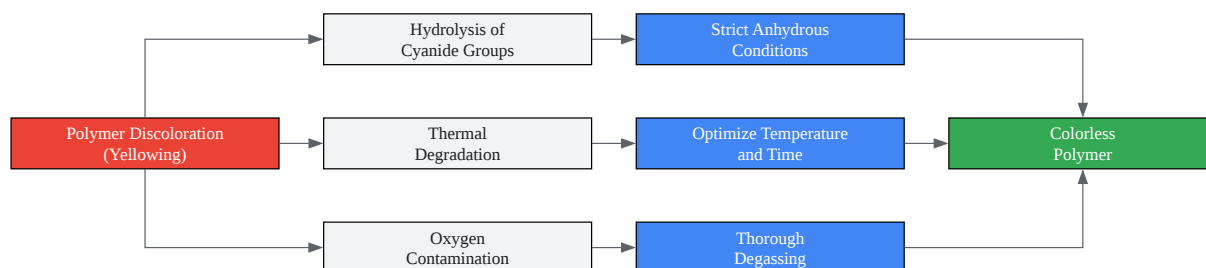 Hydrolysis of
Cyanide Groups
Strict Anhydrous
Conditions
Polymer Discoloration
(Yellowing)
Thermal
Degradation
Optimize Temperature
and Time
Colorless
Polymer
Oxygen
Contamination
Thorough
Degassing